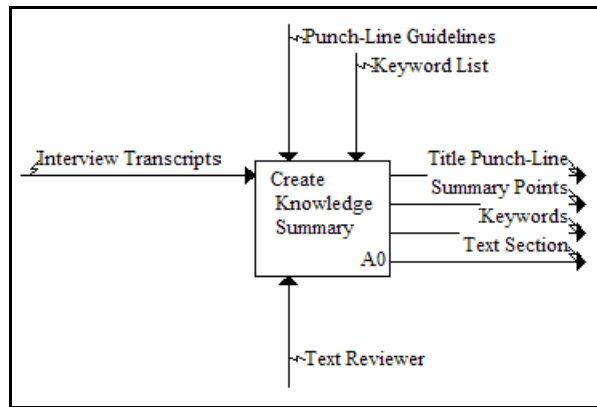 Punch-Line Guidelines
Keyword List
Interview Transcripts
Create
Knowledge
Summary
A0
Title Punch-Line
Summary Points
Keywords
Text Section
Text Reviewer